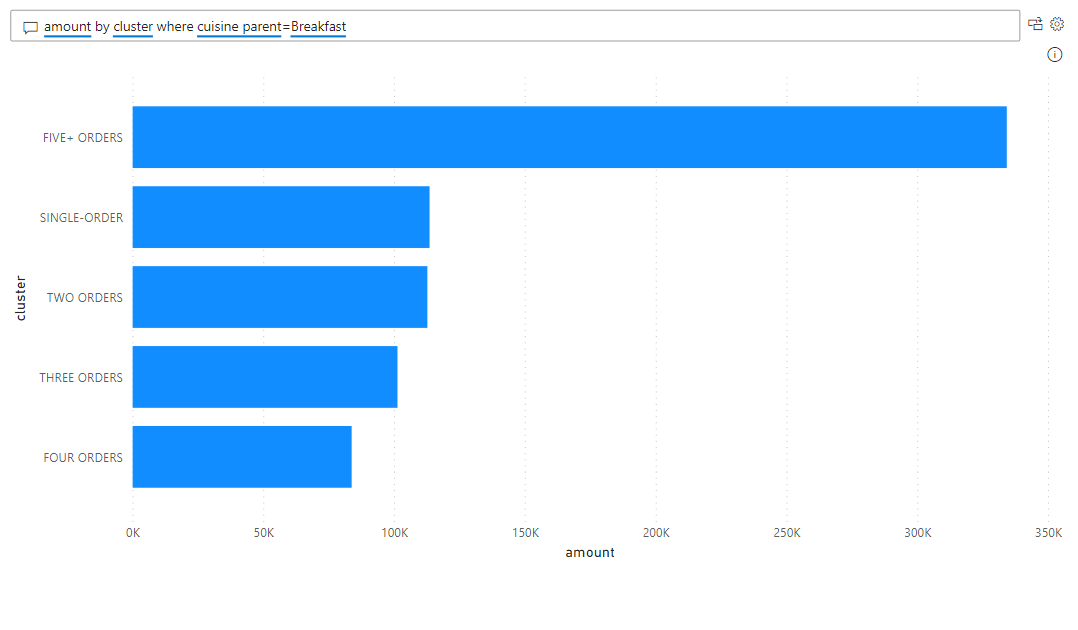 amount by cluster where cuisine parent=Breakfast
FIVE+ ORDERS
SINGLE-ORDER
TWO ORDERS
THREE ORDERS
FOUR ORDERS
cluster
0K 50K 100K 150K 200K 250K 300K 350K
amount